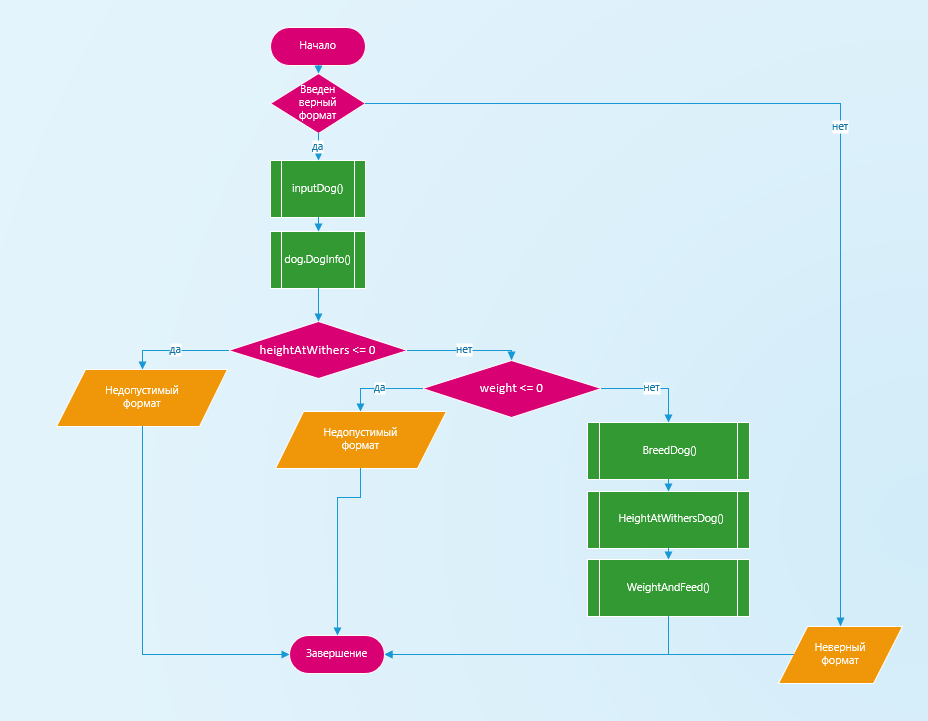 Начало
Введен
верный
формат
нет
да
inputDog()
dog.DogInfo()
heightAtWithers <= 0
да
нет
weight <= 0
да
нет
Недопустимый
формат
Недопустимый
формат
BreedDog()
HeightAtWithersDog()
WeightAndFeed()
Завершение
Неверный
формат